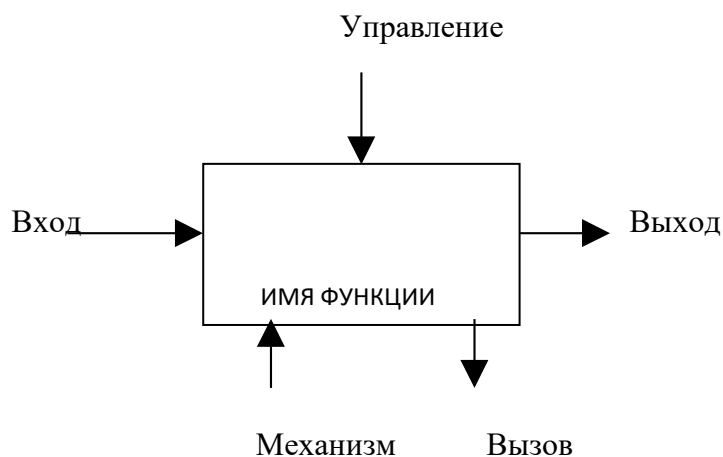 Управление
Вход
Выход
ИМЯ ФУНКЦИИ
Механизм
Вызов